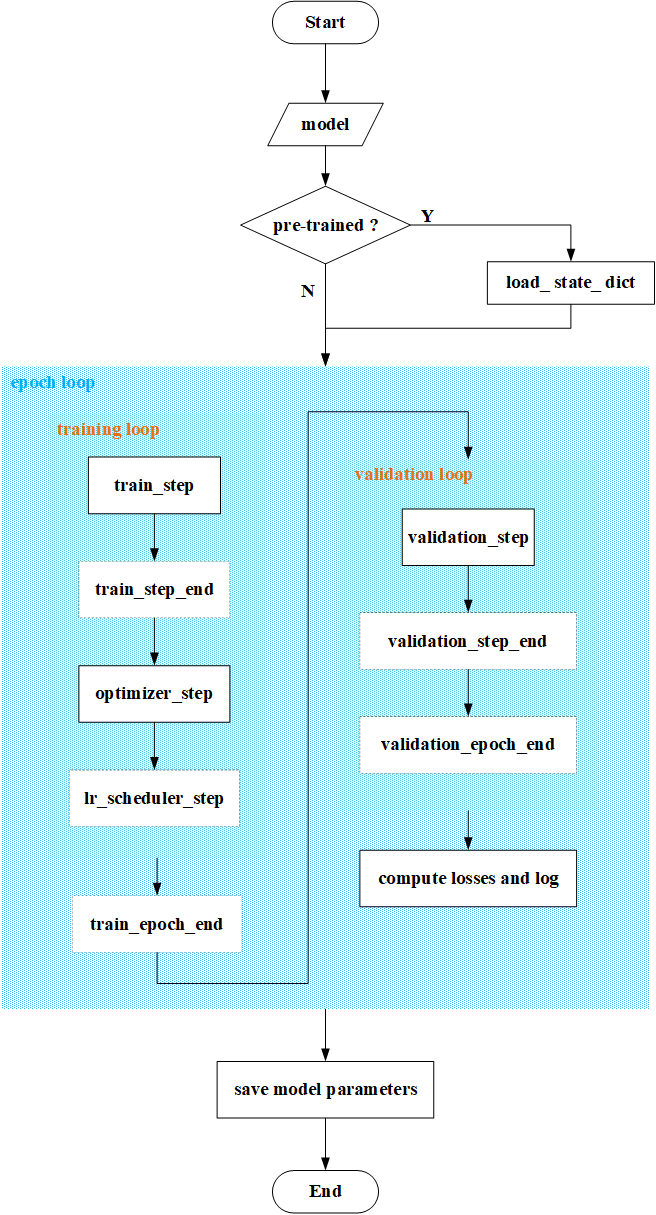 Start
model
pre-trained ?
Y
N
load_ state_ dict
epoch loop
training loop
train_step
train_step_end
optimizer_step
lr_scheduler_step
train_epoch_end
validation loop
validation_step
validation_step_end
validation_epoch_end
compute losses and log
save model parameters
End